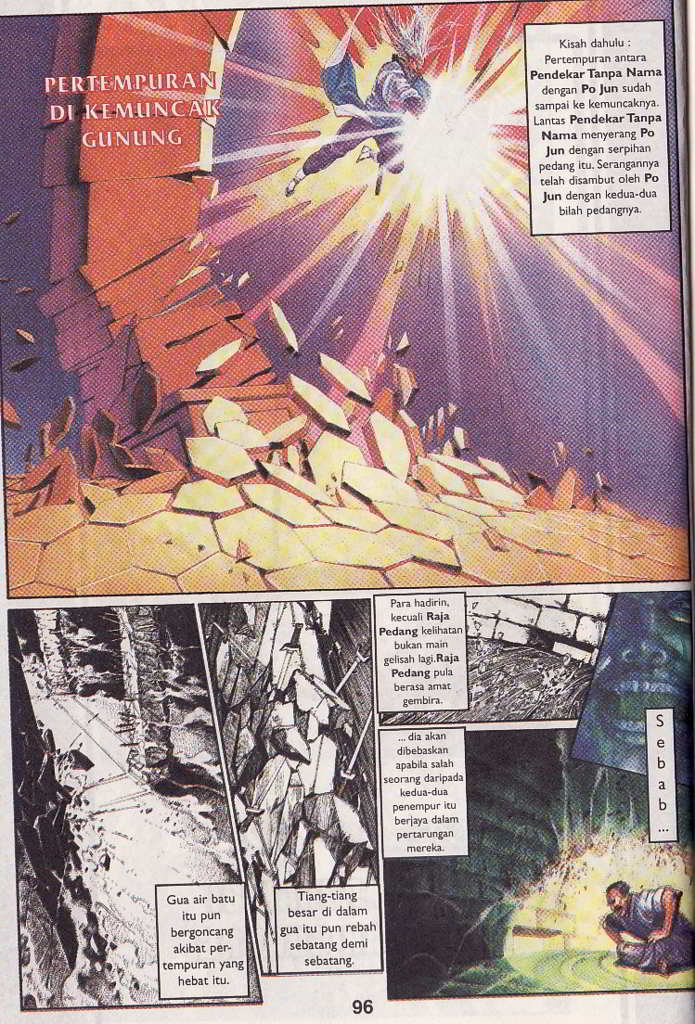 PERTEMPURAN
DI KEMUNCAK
GUNUNG
Kisah dahulu :
Pertempuran antara
Pendekar Tanpa Nama
dengan Po Jun sudah
sampai ke kemuncaknya.
Lantas Pendekar Tanpa
Nama menyerang Po
Jun dengan serpihan
pedang itu. Serangannya
telah disambut oleh Po
Jun dengan kedua-dua
bilah pedangnya.
Gua air batu
itu pun
bergoncang
akibat per-
tempuran yang
hebat itu.
Tiang-tiang
besar di dalam
gua itu pun rebah
sebatang demi
sebatang.
Para hadirin,
kecuali Raja
Pedang kelihatan
bukan main
gelisah lagi.Raja
Pedang pula
berasa amat
gembira.
S
e
b
a
b
...
... dia akan
dibebaskan
apabila salah
seorang daripada
kedua-dua
penempur itu
berjaya dalam
pertarungan
mereka.
96